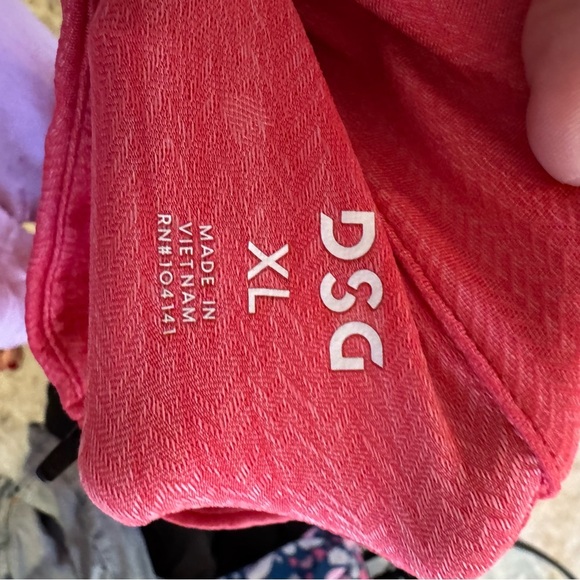 DSG
XL
MADE IN
VIETNAM
RN#104141